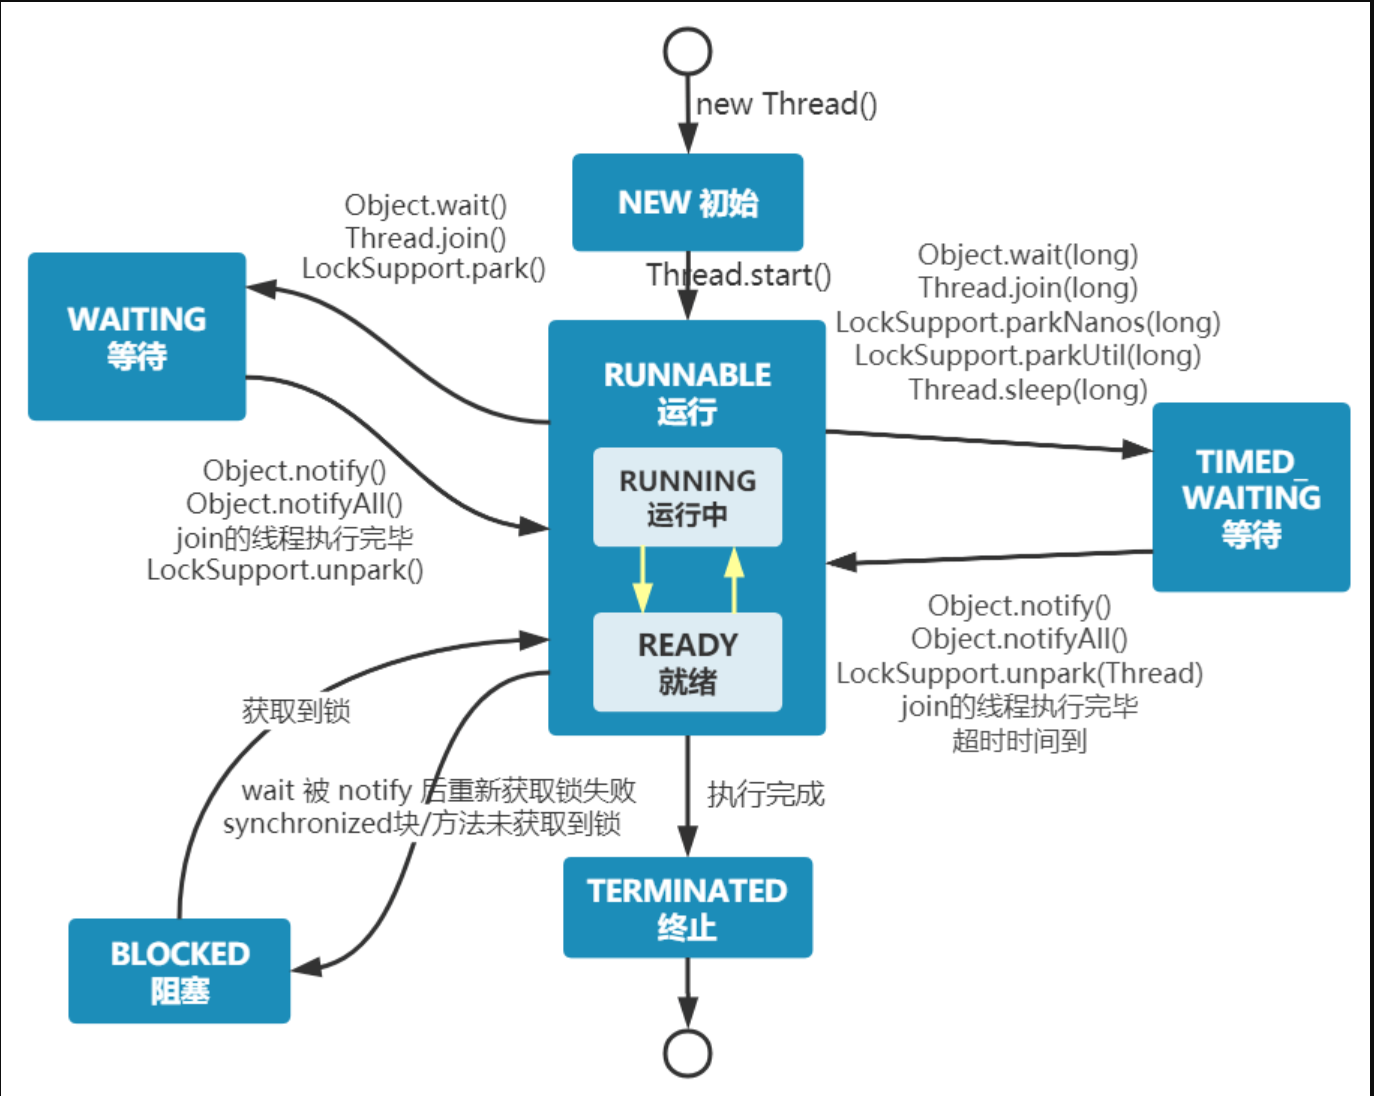 new Thread()
NEW 初始
Thread.start()
Object.wait()
Thread.join()
LockSupport.park()
WAITING
等待
Object.notify()
Object.notifyAll()
join的线程执行完毕
LockSupport.unpark()
RUNNABLE
运行
RUNNING
运行中
READY
就绪
Object.wait(long)
Thread.join(long)
LockSupport.parkNanos(long)
LockSupport.parkUtil(long)
Thread.sleep(long)
TIMED_
WAITING
等待
Object.notify()
Object.notifyAll()
LockSupport.unpark(Thread)
join的线程执行完毕
超时时间到
获取到锁
wait 被 notify 后重新获取锁失败
synchronized块/方法未获取到锁
BLOCKED
阻塞
执行完成
TERMINATED
终止